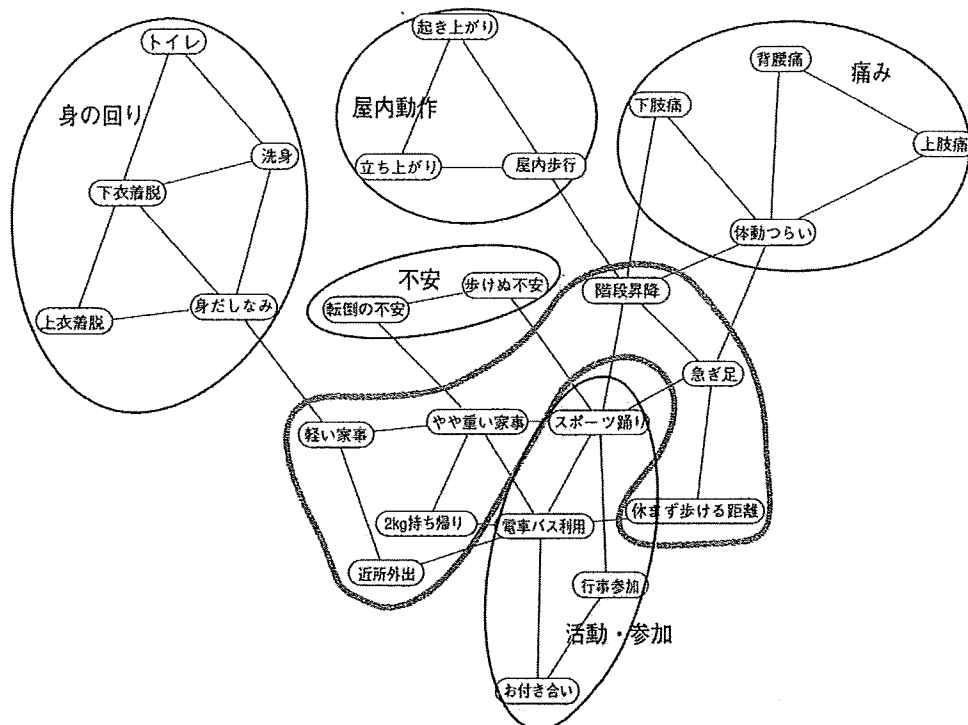 トイレ
起き上がり
背腰痛
痛み
下肢痛
身の回り
屋内動作
上肢痛
洗身
立ち上がり
屋内歩行
下衣着脱
体動つらい
不安
歩けぬ不安
階段昇降
転倒の不安
身だしなみ
上衣着脱
急ぎ足
やや重い家事
スポーツ踊り
軽い家事
休まず歩ける距離
2kg持ち帰り
電車バス利用
近所外出
行事参加
活動・参加
お付き合い